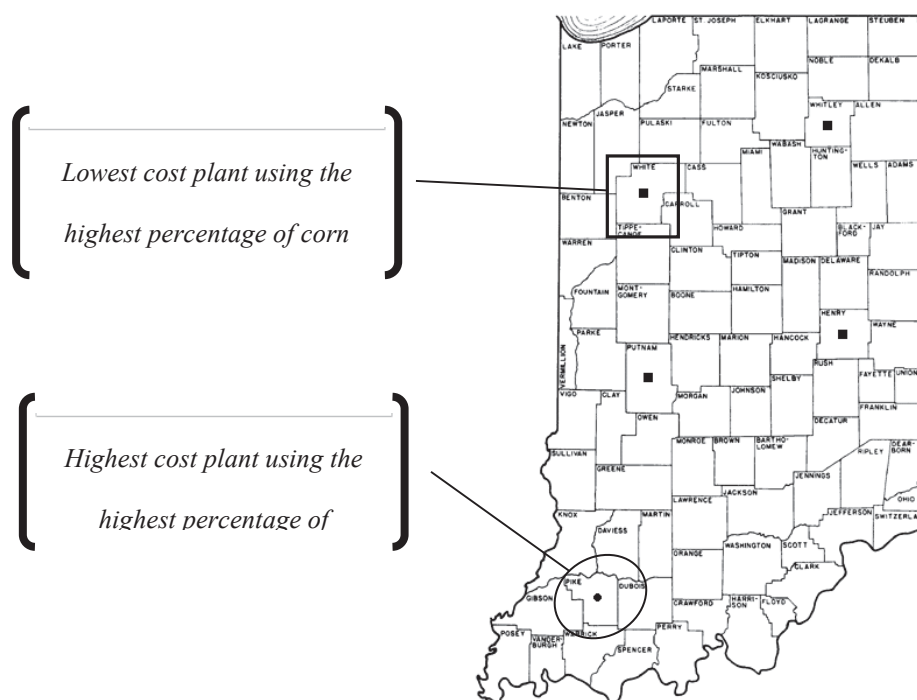 LAPORTE
ST. JOSEPH
ELKHART
LAGRANGE
STEUBEN
LAKE
PORTER
NOBLE
DEKALB
MARSHALL
KOSCIUSKO
STARKE
WHITLEY
ALLEN
JASPER
NEWTON
PULASKI
FULTON
WABASH
HUNTING-
TON
MIAMI
WHITE
CASS
WELLS
ADAMS
Lowest cost plant using the
highest percentage of corn
BENTON
CARROLL
GRANT
TIPPE-
CANOE
HOWARD
BLACK-
FORD
JAY
WARREN
CLINTON
TIPTON
MADISON
DELAWARE
RANDOLPH
FOUNTAIN
MONT-
GOMERY
BOONE
HAMILTON
HENRY
WAYNE
PARKE
VERMILLION
PUTNAM
HENDRICKS
MARION
HANCOCK
RUSH
FAYETTE
UNION
SHELBY
VIGO
CLAY
MORGAN
JOHNSON
FRANKLIN
OWEN
DECATUR
Highest cost plant using the
highest percentage of
MONROE
BROWN
BARTHO-
LOMEW
DEAR-
BORN
RIPLEY
SULLIVAN
GREENE
JENNINGS
JACKSON
LAWRENCE
OHIO
JEFFERSON
SWITZERLA
KNOX
DAVIESS
MARTIN
ORANGE
WASHINGTON
SCOTT
CLARK
PIKE
DUBOIS
GIBSON
CRAWFORD
HARRI-
SON
FLOYD
POSEY
VANDER-
BURGH
WARRICK
PERRY
SPENCER